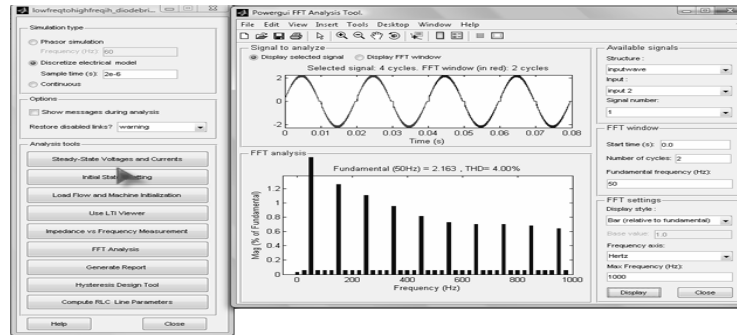 lowfreqtohighfreqih_diodebri...
Simulation type
Phasor simulation
Frequency (Hz): 60
Discretize electrical model
Sample time (s): 2e-6
Continuous
Options
Show messages during analysis
Restore disabled links? warning
Analysis tools
Steady-State Voltages and Currents
Initial State Setting
Load Flow and Machine Initialization
Use LTI Viewer
Impedance vs Frequency Measurement
FFT Analysis
Generate Report
Hysteresis Design Tool
Compute RLC Line Parameters
Help
Close
Powergui FFT Analysis Tool.
File Edit View Insert Tools Desktop Window Help
Signal to analyze
Display selected signal
Display FFT window
Selected signal: 4 cycles. FFT window (in red): 2 cycles
2
0
-2
0 0.01 0.02 0.03 0.04 0.05 0.06 0.07 0.08
Time (s)
FFT analysis
Fundamental (50Hz) = 2.163 , THD= 4.00%
Mag (% of Fundamental)
1.2
1
0.8
0.6
0.4
0.2
0
0 200 400 600 800 1000
Frequency (Hz)
Available signals
Structure :
inputwave
Input :
input 2
Signal number:
1
FFT window
Start time (s): 0.0
Number of cycles: 2
Fundamental frequency (Hz):
50
FFT settings
Display style :
Bar (relative to fundamental)
Base value: 1.0
Frequency axis:
Hertz
Max Frequency (Hz):
1000
Display
Close